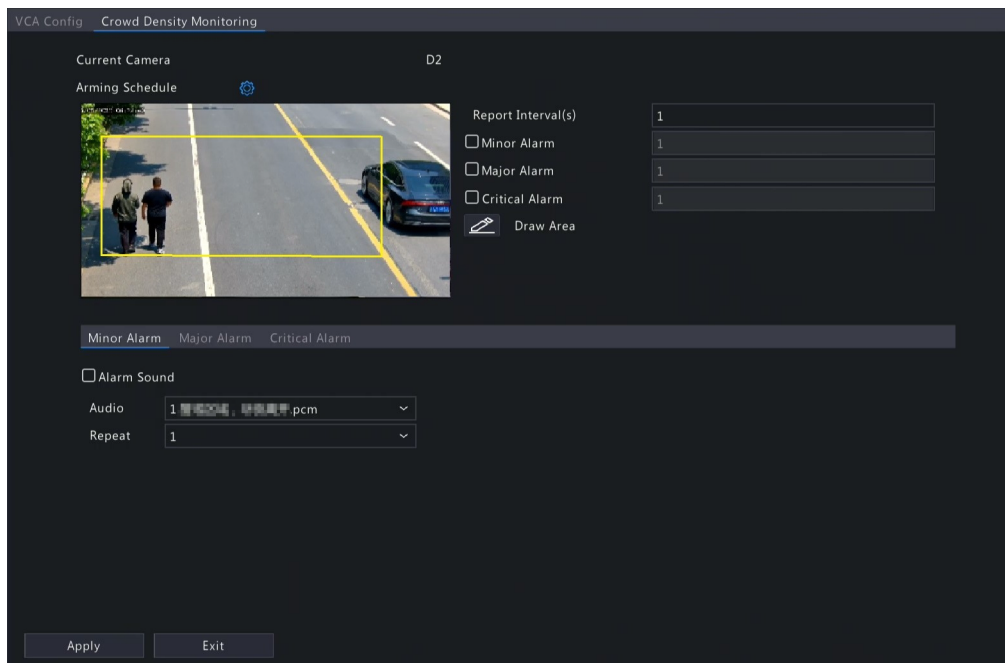 VCA Config Crowd Density Monitoring
Current Camera D2
Arming Schedule
Report Interval(s) 1
Minor Alarm 1
Major Alarm 1
Critical Alarm 1
Draw Area
Minor Alarm Major Alarm Critical Alarm
Alarm Sound
Audio 1 .pcm
Repeat 1
Apply Exit